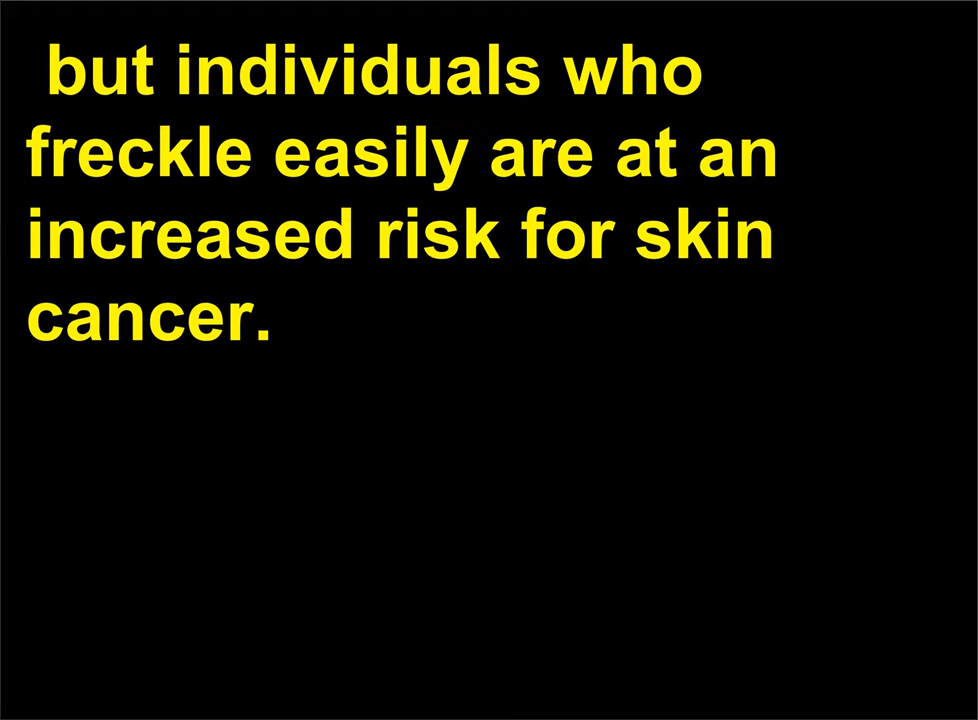 but individuals who
freckle easily are at an
increased risk for skin
cancer.